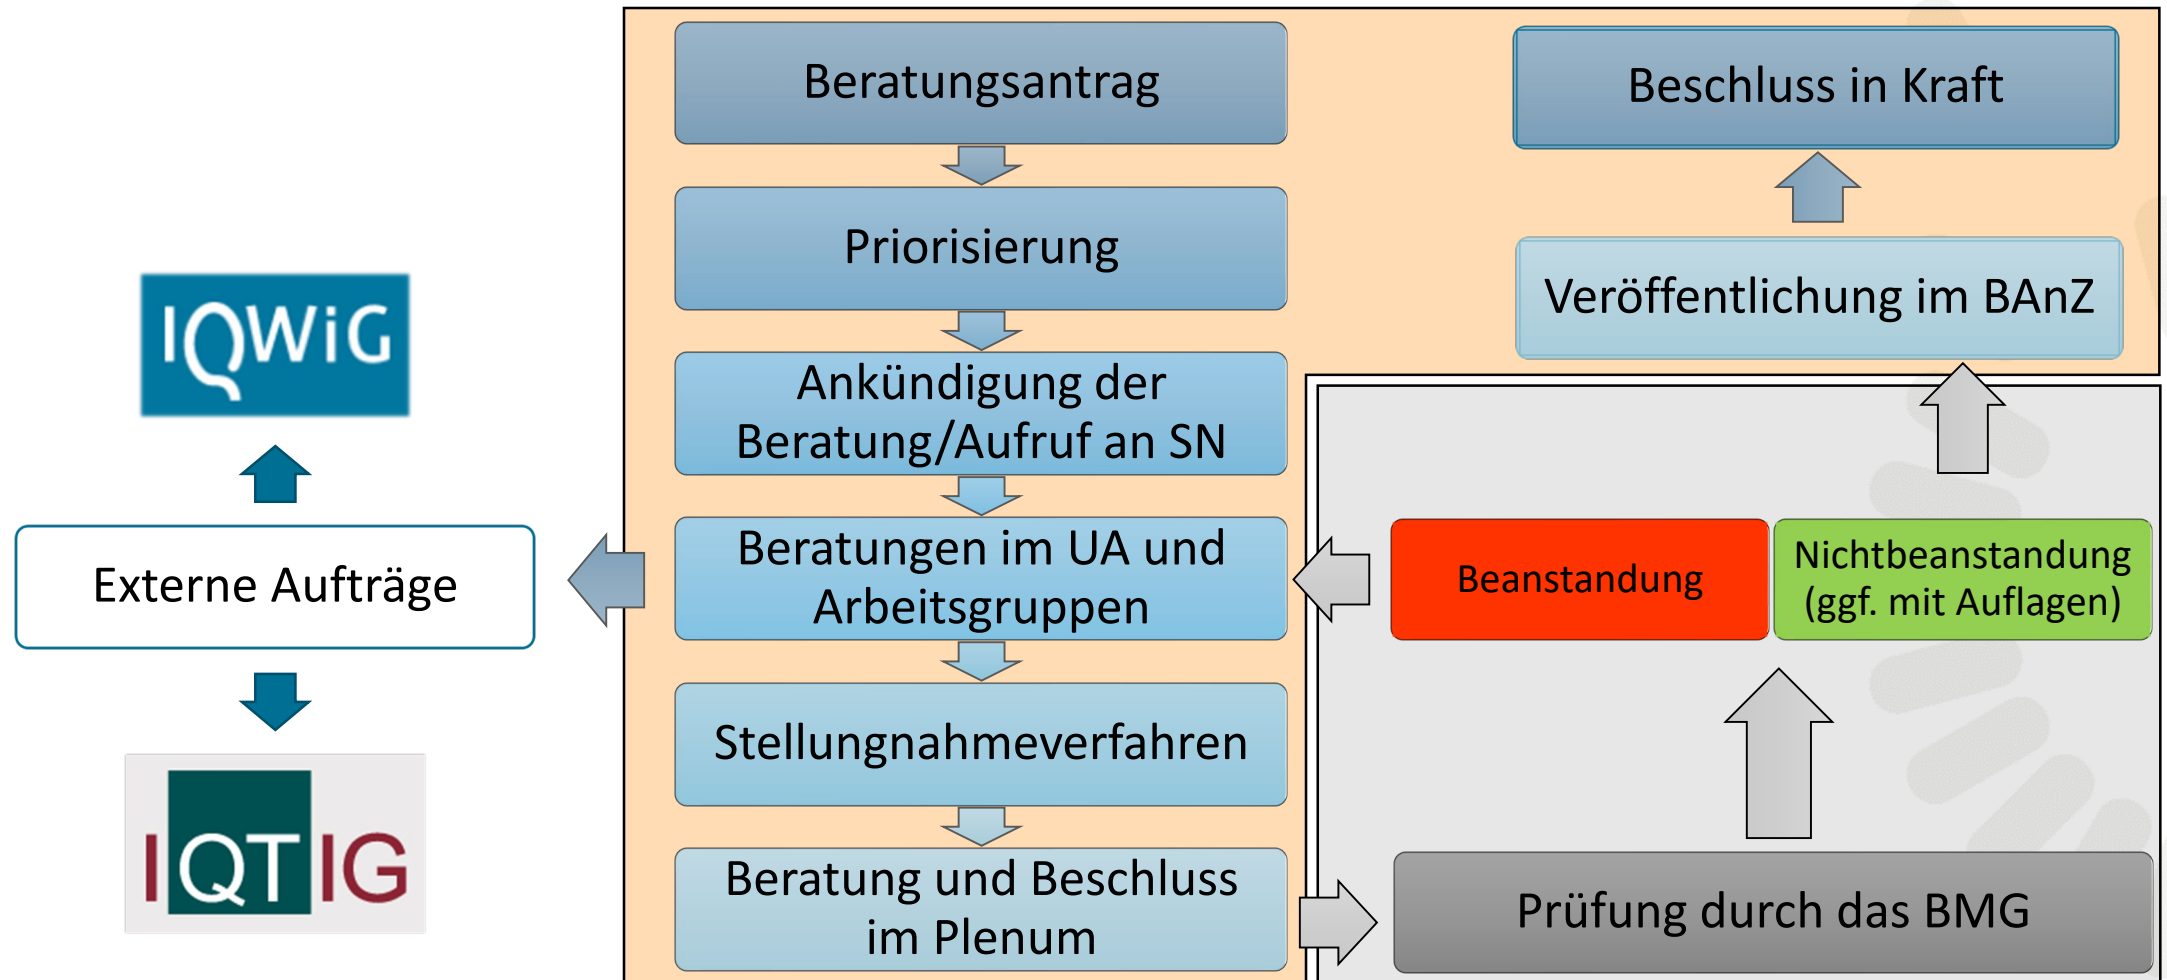 Beratungsantrag
Priorisierung
Ankündigung der
Beratung/Aufruf an SN
Beratungen im UA und
Arbeitsgruppen
Stellungnahmeverfahren
Beratung und Beschluss
im Plenum
IQWiG
Externe Aufträge
IQTIG
Beschluss in Kraft
Veröffentlichung im BAnZ
Beanstandung
Nichtbeanstandung
(ggf. mit Auflagen)
Prüfung durch das BMG